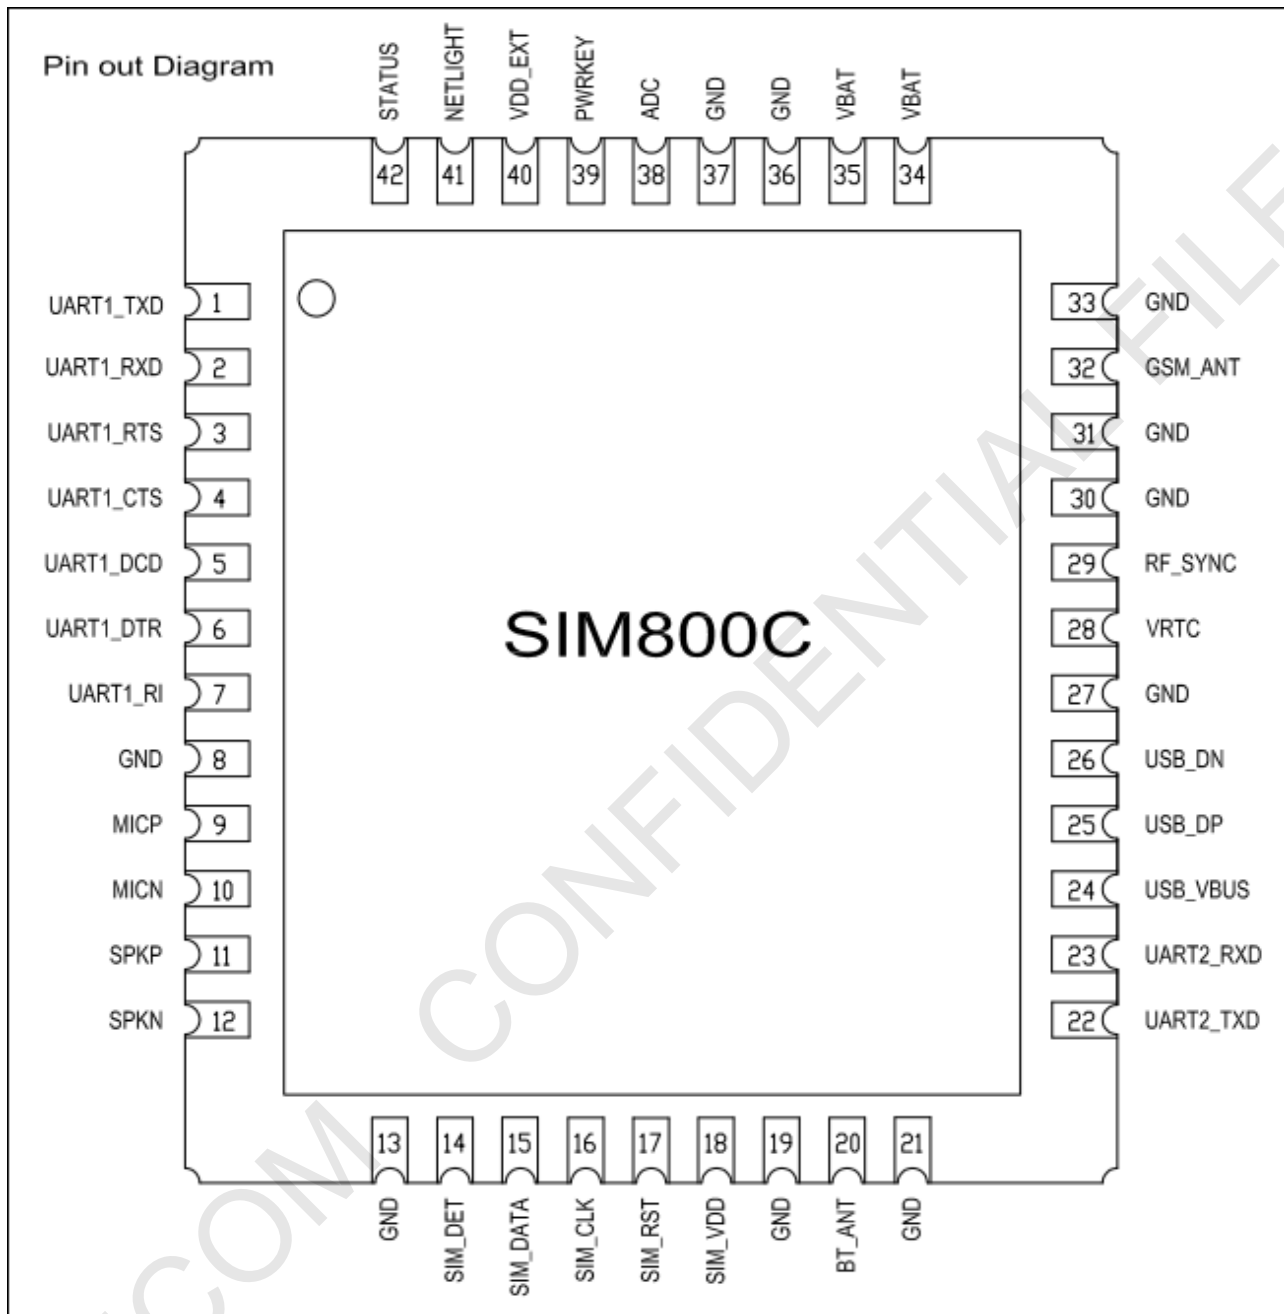 Pin out Diagram
STATUS
NETLIGHT
VDD_EXT
PWRKEY
ADC
GND
GND
VBAT
VBAT
42 41 40 39 38 37 36 35 34
UART1_TXD 1
UART1_RXD 2
UART1_RTS 3
UART1_CTS 4
UART1_DCD 5
UART1_DTR 6
UART1_RI 7
GND 8
MICP 9
MICN 10
SPKP 11
SPKN 12
SIM800C
33 GND
32 GSM_ANT
31 GND
30 GND
29 RF_SYNC
28 VRTC
27 GND
26 USB_DN
25 USB_DP
24 USB_VBUS
23 UART2_RXD
22 UART2_TXD
13 14 15 16 17 18 19 20 21
GND
SIM_DET
SIM_DATA
SIM_CLK
SIM_RST
SIM_VDD
GND
BT_ANT
GND
COM CONFIDENTIAL FILE